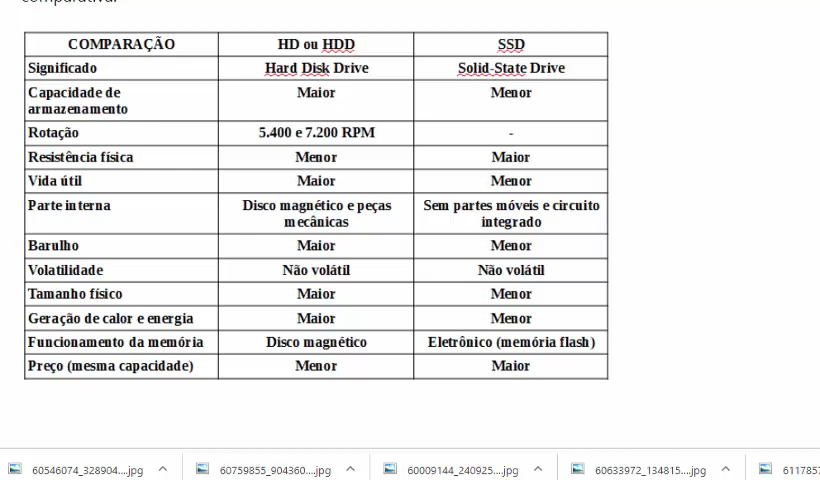 comparativa.
COMPARAÇÃO HD ou HDD SSD
Significado Hard Disk Drive Solid-State Drive
Capacidade de armazenamento Maior Menor
Rotação 5.400 e 7.200 RPM -
Resistência física Menor Maior
Vida útil Maior Menor
Parte interna Disco magnético e peças mecânicas Sem partes móveis e circuito integrado
Barulho Maior Menor
Volatilidade Não volátil Não volátil
Tamanho físico Maior Menor
Geração de calor e energia Maior Menor
Funcionamento da memória Disco magnético Eletrônico (memória flash)
Preço (mesma capacidade) Menor Maior
60546074_328904....jpg 60759855_904360....jpg 60009144_240925....jpg 60633972_134815....jpg 6117857